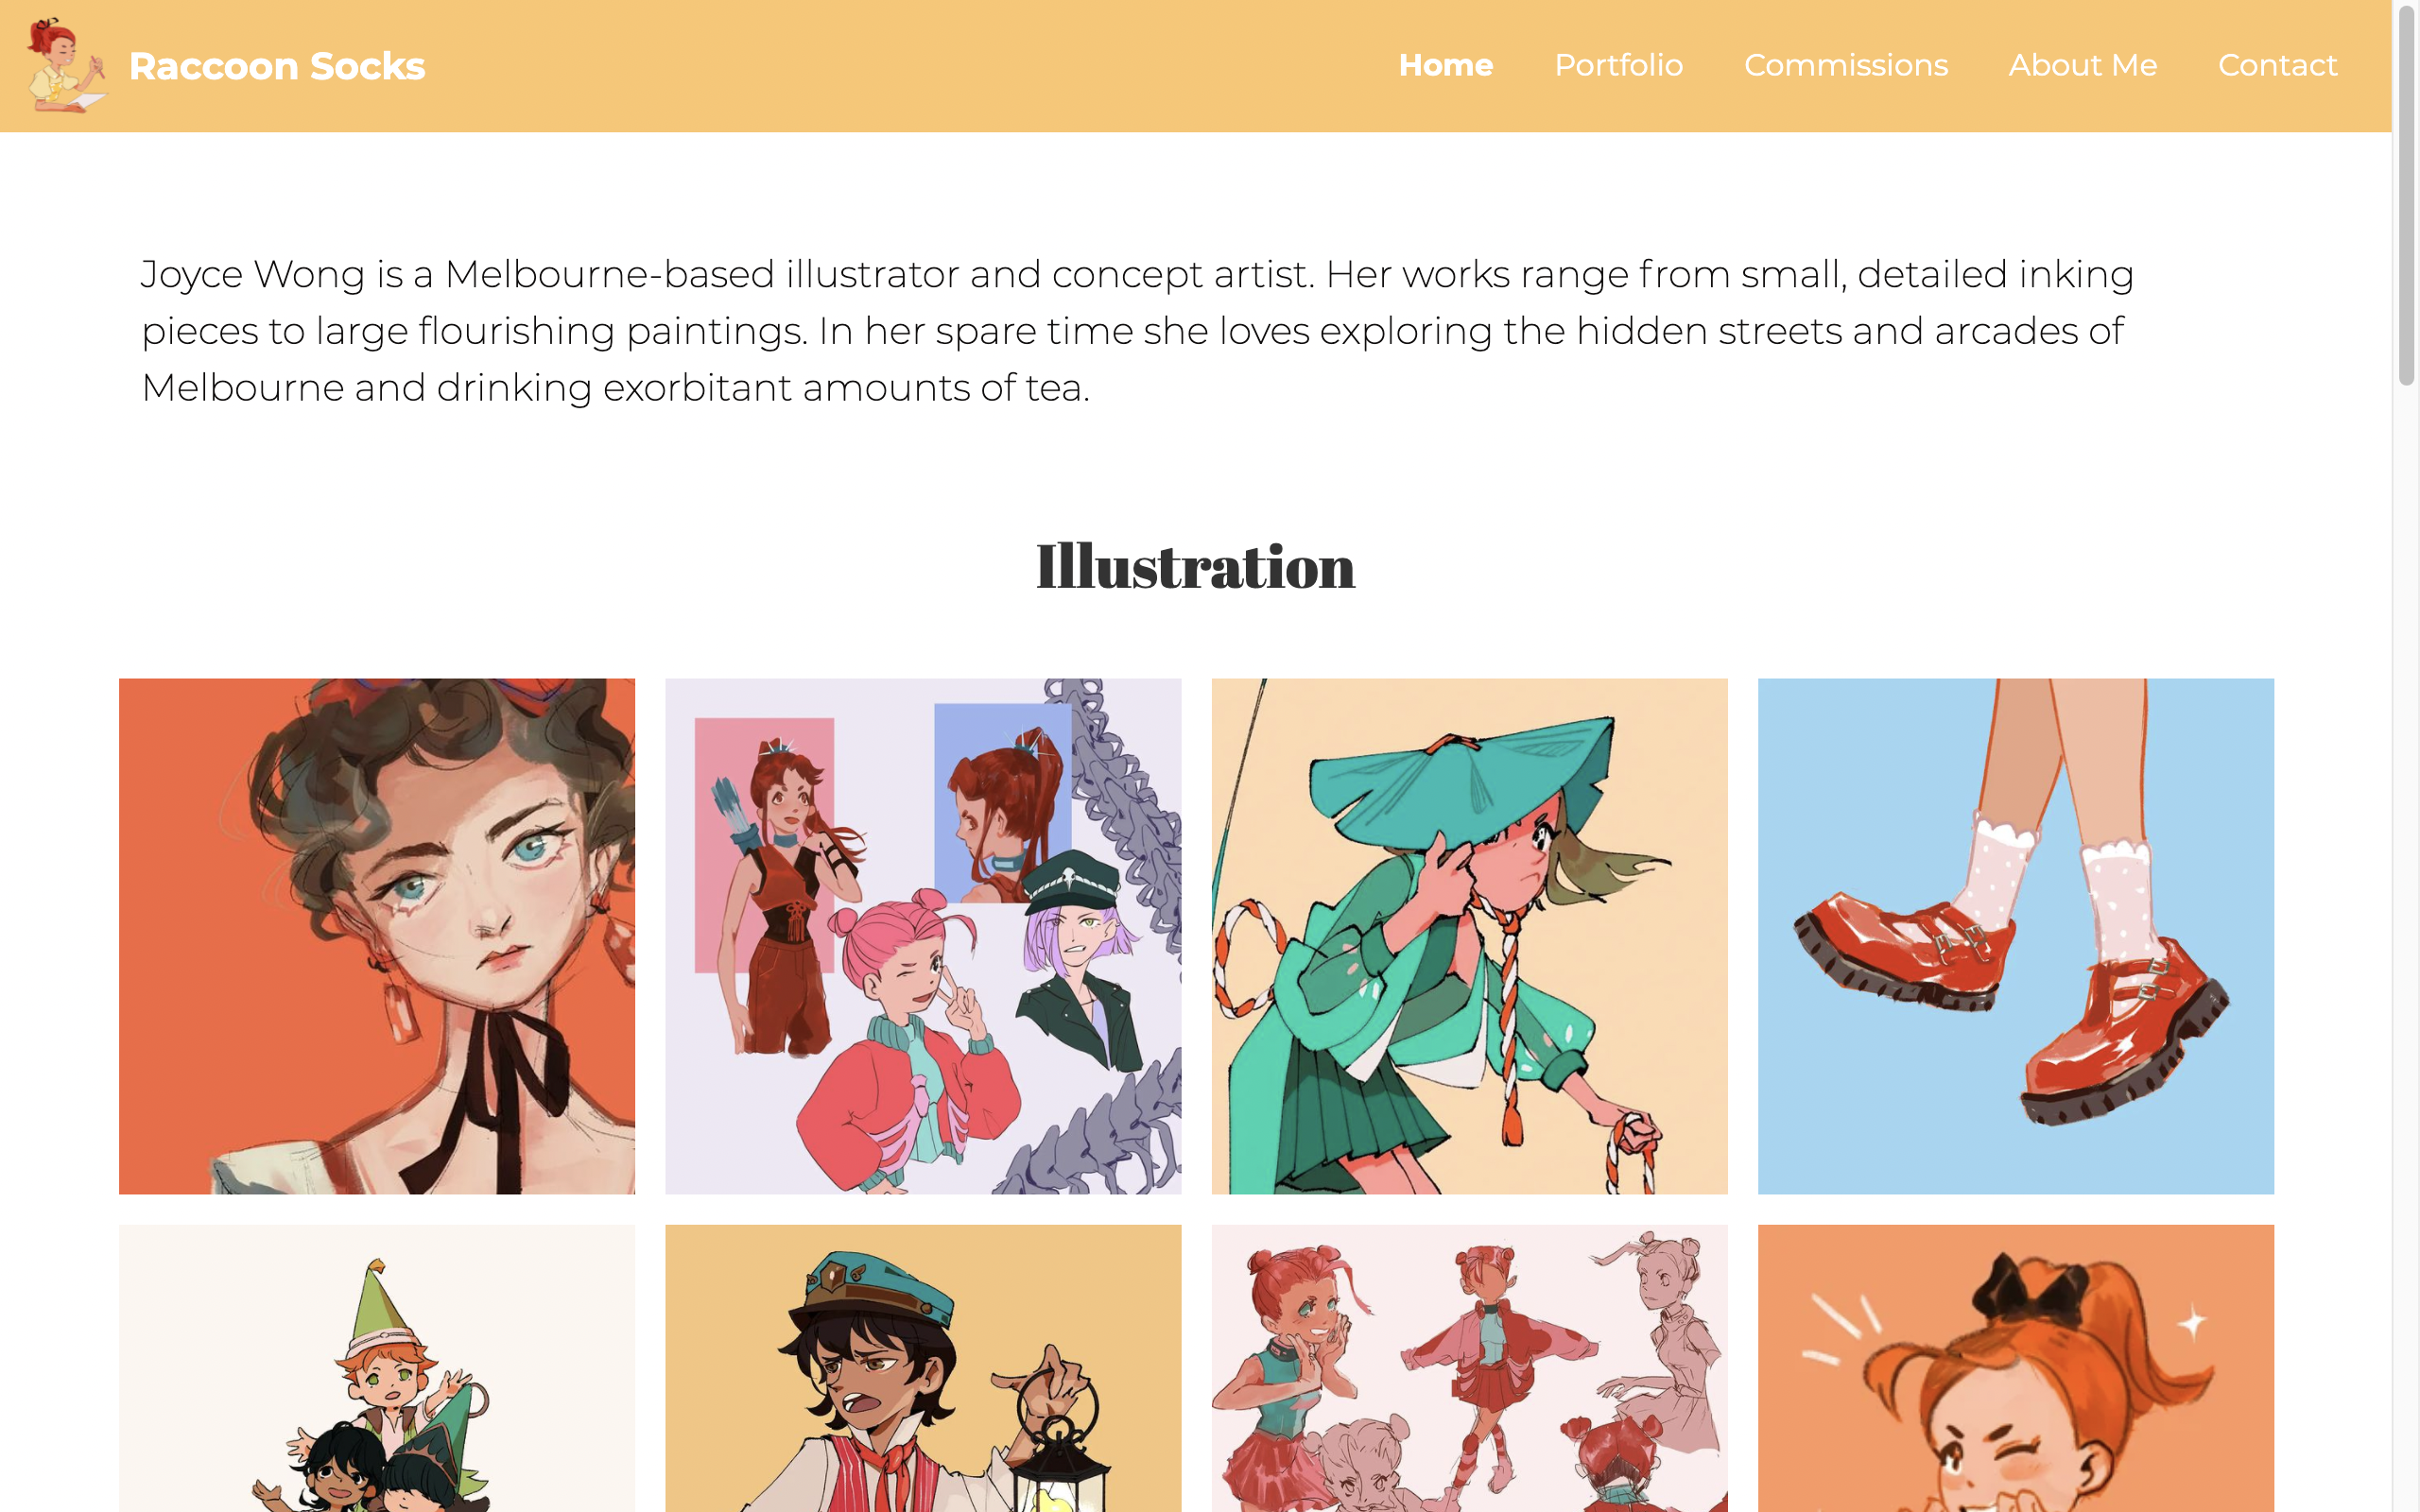 Raccoon Socks
Home
Portfolio
Commissions
About Me
Contact
Joyce Wong is a Melbourne-based illustrator and concept artist. Her works range from small, detailed inking
pieces to large flourishing paintings. In her spare time she loves exploring the hidden streets and arcades of
Melbourne and drinking exorbitant amounts of tea.
Illustration